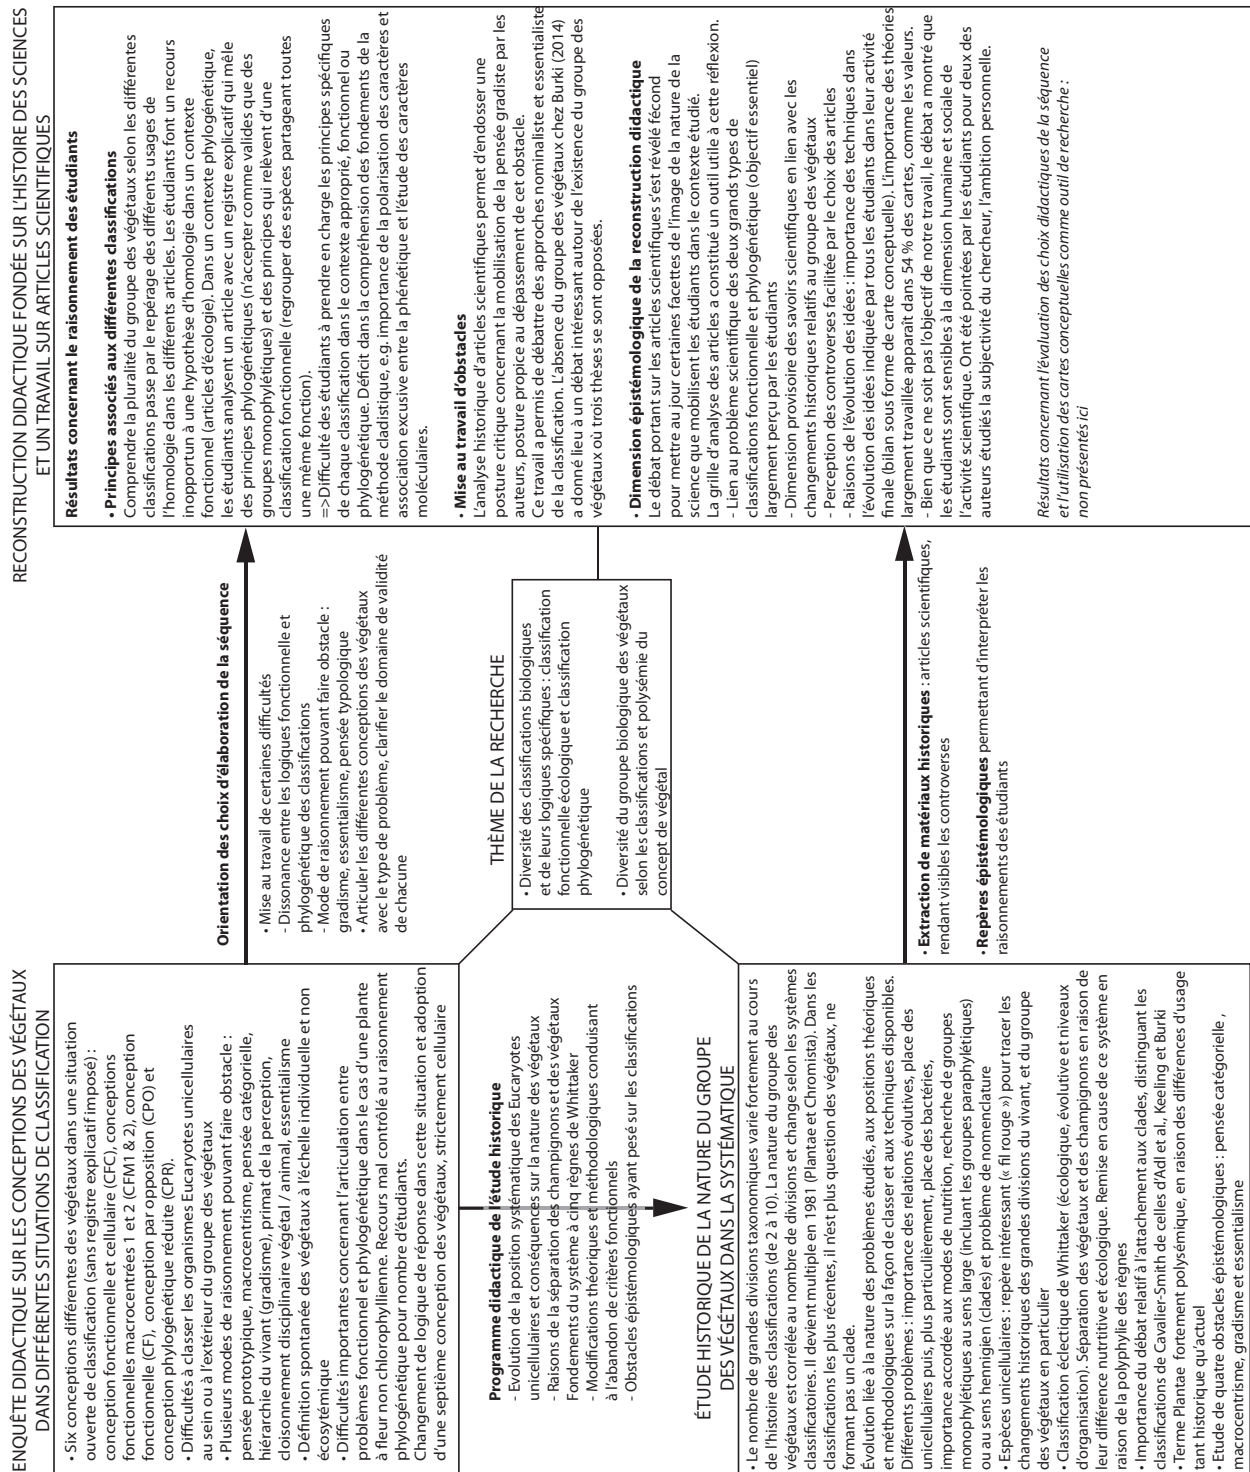 ENQUÊTE DIDACTIQUE SUR LES CONCEPTIONS DES VÉGÉTAUX
DANS DIFFÉRENTES SITUATIONS DE CLASSIFICATION
• Six conceptions différentes des végétaux dans une situation
ouverte de classification (sans registre explicatif imposé) :
conception fonctionnelle et cellulaire (CFC), conceptions
fonctionnelles macrocentrées 1 et 2 (CFM1 & 2), conception
fonctionnelle (CF), conception par opposition (CPO) et
conception phylogénétique réduite (CPR).
• Difficultés à classer les organismes Eucaryotes unicellulaires
au sein ou à l'extérieur du groupe des végétaux
• Plusieurs modes de raisonnement pouvant faire obstacle :
pensée prototypique, macrocentrisme, pensée catégorielle,
hiérarchie du vivant (gradisme), primat de la perception,
cloisonnement disciplinaire végétal / animal, essentialisme
• Définition spontanée des végétaux à l'échelle individuelle et non
écosytémique
• Difficultés importantes concernant l'articulation entre
problèmes fonctionnel et phylogénétique dans le cas d'une plante
à fleur non chlorophyllienne. Recours mal contrôlé au raisonnement
phylogénétique pour nombre d'étudiants.
Changement de logique de réponse dans cette situation et adoption
d'une septième conception des végétaux, strictement cellulaire
Programme didactique de l'étude historique
- Evolution de la position systématique des Eucaryotes
unicellulaires et conséquences sur la nature des végétaux
- Raisons de la séparation des champignons et des végétaux
Fondements du système à cinq règnes de Whittaker
- Modifications théoriques et méthodologiques conduisant
à l'abandon de critères fonctionnels
- Obstacles épistémologiques ayant pesé sur les classifications
ÉTUDE HISTORIQUE DE LA NATURE DU GROUPE
DES VÉGÉTAUX DANS LA SYSTÉMATIQUE
• Le nombre de grandes divisions taxonomiques varie fortement au cours
de l'histoire des classifications (de 2 à 10). La nature du groupe des
végétaux est corrélée au nombre de divisions et change selon les systèmes
classificatoires. Il devient multiple en 1981 (Plantae et Chromista). Dans les
classifications les plus récentes, il n'est plus question des végétaux, ne
formant pas un clade.
Évolution liée à la nature des problèmes étudiés, aux positions théoriques
et méthodologiques sur la façon de classer et aux techniques disponibles.
Différents problèmes : importance des relations évolutives, place des
unicellulaires puis, plus particulièrement, place des bactéries,
importance accordée aux modes de nutrition, recherche de groupes
monophylétiques au sens large (incluant les groupes paraphylétiques)
ou au sens hennigien (clades) et problème de nomenclature
• Espèces unicellulaires : repère intéressant (« fil rouge ») pour tracer les
changements historiques des grandes divisions du vivant, et du groupe
des végétaux en particulier
• Classification éclectique de Whittaker (écologique, évolutive et niveaux
d'organisation). Séparation des végétaux et des champignons en raison de
leur différence nutritive et écologique. Remise en cause de ce système en
raison de la polyphylie des règnes
• Importance du débat relatif à l'attachement aux clades, distinguant les
classifications de Cavalier-Smith de celles d'Adl et al., Keeling et Burki
• Terme Plantae fortement polysémique, en raison des différences d'usage
tant historique qu'actuel
• Etude de quatre obstacles épistémologiques : pensée catégorielle ,
macrocentrisme, gradisme et essentialisme
Orientation des choix d'élaboration de la séquence
• Mise au travail de certaines difficultés
- Dissonance entre les logiques fonctionnelle et
phylogénétique des classifications
- Mode de raisonnement pouvant faire obstacle :
gradisme, essentialisme, pensée typologique
• Articuler les différentes conceptions des végétaux
avec le type de problème, clarifier le domaine de validité
de chacune
THÈME DE LA RECHERCHE
• Diversité des classifications biologiques
et de leurs logiques spécifiques : classification
fonctionnelle écologique et classification
phylogénétique
• Diversité du groupe biologique des végétaux
selon les classifications et polysémie du
concept de végétal
• Extraction de matériaux historiques : articles scientifiques,
rendant visibles les controverses
• Repères épistémologiques permettant d'interpréter les
raisonnements des étudiants
RECONSTRUCTION DIDACTIQUE FONDÉE SUR L'HISTOIRE DES SCIENCES
ET UN TRAVAIL SUR ARTICLES SCIENTIFIQUES
Résultats concernant le raisonnement des étudiants
• Principes associés aux différentes classifications
Comprendre la pluralité du groupe des végétaux selon les différentes
classifications passe par le repérage des différents usages de
l'homologie dans les différents articles. Les étudiants font un recours
inopportun à une hypothèse d'homologie dans un contexte
fonctionnel (articles d'écologie). Dans un contexte phylogénétique,
les étudiants analysent un article avec un registre explicatif qui mêle
des principes phylogénétiques (n'accepter comme valides que des
groupes monophylétiques) et des principes qui relèvent d'une
classification fonctionnelle (regrouper des espèces partageant toutes
une même fonction).
=>Difficulté des étudiants à prendre en charge les principes spécifiques
de chaque classification dans le contexte approprié, fonctionnel ou
phylogénétique. Déficit dans la compréhension des fondements de la
méthode cladistique, e.g. importance de la polarisation des caractères et
association excusive entre la phénétique et l'étude des caractères
moléculaires.
• Mise au travail d'obstacles
L'analyse historique d'articles scientifiques permet d'endosser une
posture critique concernant la mobilisation de la pensée gradiste par les
auteurs, posture propice au dépassement de cet obstacle.
Ce travail a permis de débattre des approches nominaliste et essentialiste
de la classification. L'absence du groupe des végétaux chez Burki (2014)
a donné lieu à un débat intéressant autour de l'existence du groupe des
végétaux où trois thèses se sont opposées.
• Dimension épistémologique de la reconstruction didactique
Le débat portant sur les articles scientifiques s'est révélé fécond
pour mettre au jour certaines facettes de l'image de la nature de la
science que mobilisent les étudiants dans le contexte étudié.
La grille d'analyse des articles a constitué un outil utile à cette réflexion.
- Lien au problème scientifique des deux grands types de
classifications fonctionnelle et phylogénétique (objectif essentiel)
largement perçu par les étudiants
- Dimension provisoire des savoirs scientifiques en lien avec les
changements historiques relatifs au groupe des végétaux
- Perception des controverses facilitée par le choix des articles
- Raisons de l'évolution des idées : importance des techniques dans
l'évolution des idées indiquée par tous les étudiants dans leur activité
finale (bilan sous forme de carte conceptuelle). L'importance des théories
largement travaillée apparaît dans 54 % des cartes, comme les valeurs.
- Bien que ce ne soit pas l'objectif de notre travail, le débat a montré que
les étudiants sont sensibles à la dimension humaine et sociale de
l'activité scientifique. Ont été pointées par les étudiants pour deux des
auteurs étudiés la subjectivité du chercheur, l'ambition personnelle.
Résultats concernant l'évaluation des choix didactiques de la séquence
et l'utilisation des cartes conceptuelles comme outil de recherche :
non présentés ici